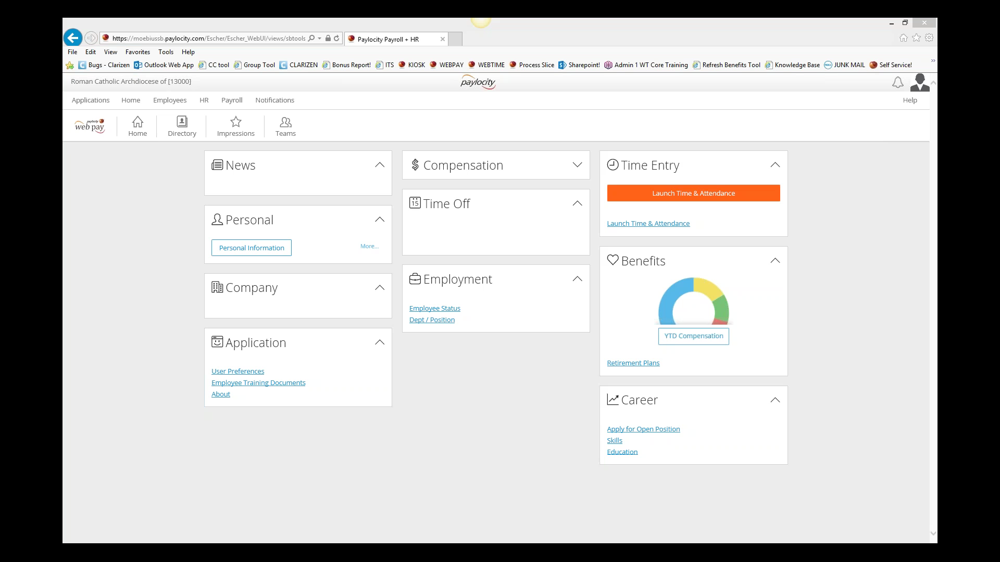 https://moebiussb.paylocity.com/Escher/Escher_WebUI/views/sbtools
Paylocity Payroll + HR
File Edit View Favorites Tools Help
Bugs - Clarizen Outlook Web App CC tool Group Tool CLARIZEN Bonus Report! ITS KIOSK WEBPAY WEBTIME Process Slice Sharepoint! Admin 1 WT Core Training Refresh Benefits Tool Knowledge Base JUNK MAIL Self Service!
Roman Catholic Archdiocese of [13000]
paylocity
Applications Home Employees HR Payroll Notifications Help
paylocity
web pay
Home Directory Impressions Teams
News
Personal
Personal Information More...
Company
Application
User Preferences
Employee Training Documents
About
$ Compensation
15 Time Off
Employment
Employee Status
Dept / Position
Time Entry
Launch Time & Attendance
Launch Time & Attendance
Benefits
YTD Compensation
Retirement Plans
Career
Apply for Open Position
Skills
Education